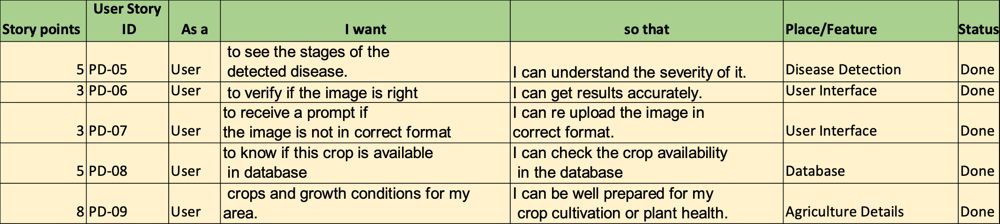 Story points User Story ID As a I want so that Place/Feature Status
5 PD-05 User to see the stages of the
detected disease. I can understand the severity of it. Disease Detection Done
3 PD-06 User to verify if the image is right I can get results accurately. User Interface Done
3 PD-07 User to receive a prompt if
the image is not in correct format I can re upload the image in
correct format. User Interface Done
5 PD-08 User to know if this crop is available
in database I can check the crop availability
in the database Database Done
8 PD-09 User crops and growth conditions for my
area. I can be well prepared for my
crop cultivation or plant health. Agriculture Details Done